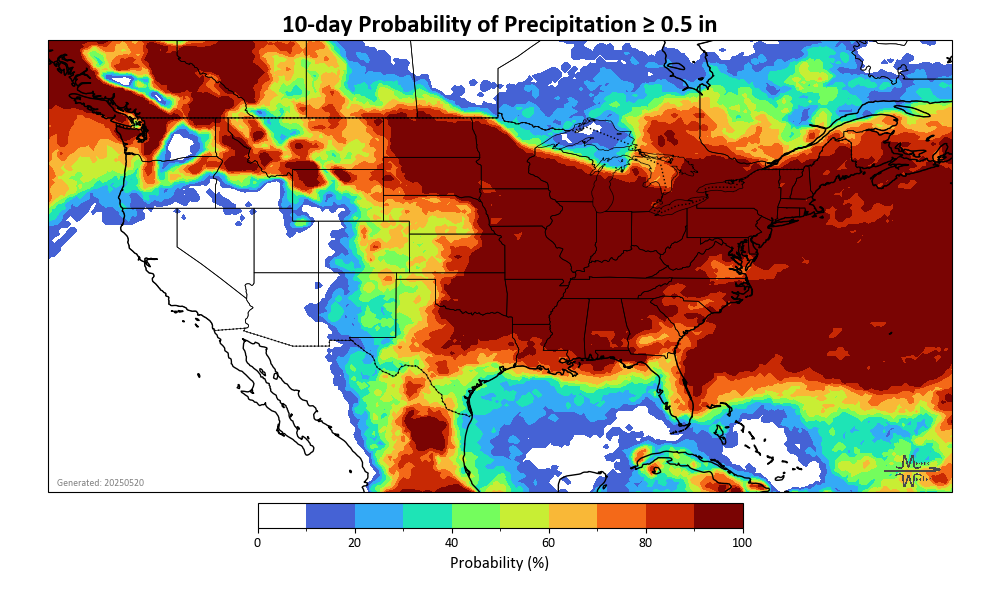 10-day Probability of Precipitation ≥ 0.5 in
Generated: 20250520
0 20 40 60 80 100
Probability (%)